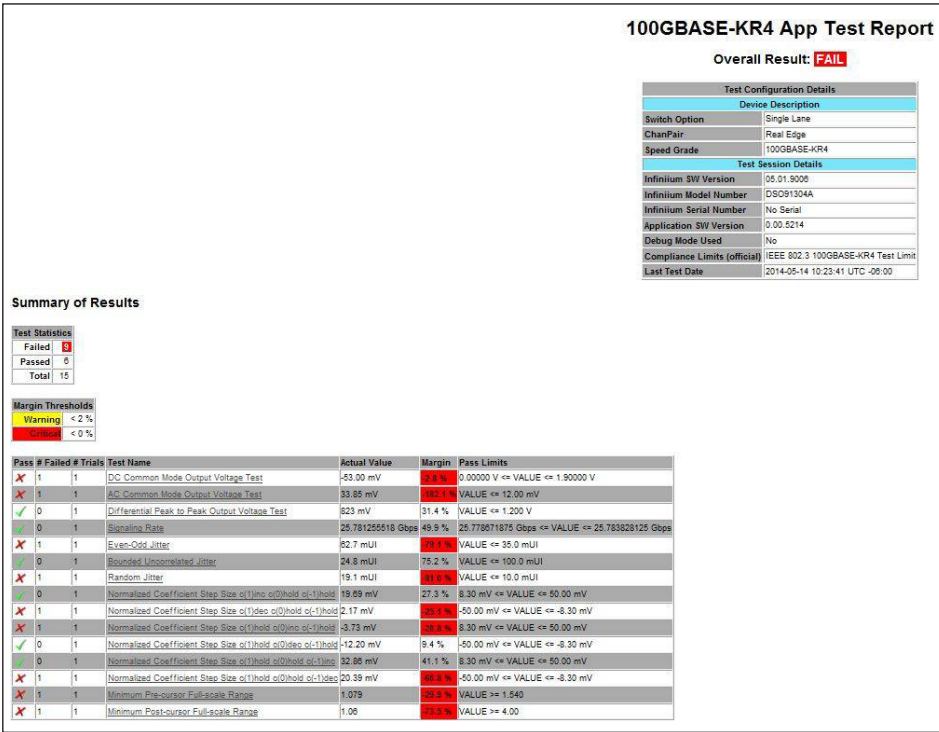 100GBASE-KR4 App Test Report
Overall Result: FAIL
Test Configuration Details
Device Description
Switch Option Single Lane
ChanPair Real Edge
Speed Grade 100GBASE-KR4
Test Session Details
Infiniium SW Version 05.01.9006
Infiniium Model Number DSO91304A
Infiniium Serial Number No Serial
Application SW Version 0.00.5214
Debug Mode Used No
Compliance Limits (official) IEEE 802.3 100GBASE-KR4 Test Limit
Last Test Date 2014-05-14 10:23:41 UTC -06:00
Summary of Results
Test Statistics
Failed 9
Passed 6
Total 15
Margin Thresholds
Warning < 2 %
Critical < 0 %
Pass # Failed # Trials Test Name Actual Value Margin Pass Limits
1 1 DC Common Mode Output Voltage Test -53.00 mV -2.8 % 0.00000 V <= VALUE <= 1.90000 V
1 1 AC Common Mode Output Voltage Test 33.85 mV -182.1 % VALUE <= 12.00 mV
0 1 Differential Peak to Peak Output Voltage Test 823 mV 31.4 % VALUE <= 1.200 V
0 1 Signaling Rate 25.781255518 Gbps 49.9 % 25.778671875 Gbps <= VALUE <= 25.783828125 Gbps
1 1 Even-Odd Jitter 62.7 mUI -79.1 % VALUE <= 35.0 mUI
0 1 Bounded Uncorrelated Jitter 24.8 mUI 75.2 % VALUE <= 100.0 mUI
1 1 Random Jitter 19.1 mUI -91.0 % VALUE <= 10.0 mUI
0 1 Normalized Coefficient Step Size c(1)inc c(0)hold c(-1)hold 19.69 mV 27.3 % 8.30 mV <= VALUE <= 50.00 mV
1 1 Normalized Coefficient Step Size c(1)dec c(0)hold c(-1)hold 2.17 mV -25.1 % -50.00 mV <= VALUE <= -8.30 mV
1 1 Normalized Coefficient Step Size c(1)hold c(0)inc c(-1)hold -3.73 mV -28.8 % 8.30 mV <= VALUE <= 50.00 mV
0 1 Normalized Coefficient Step Size c(1)hold c(0)dec c(-1)hold -12.20 mV 9.4 % -50.00 mV <= VALUE <= -8.30 mV
0 1 Normalized Coefficient Step Size c(1)hold c(0)hold c(-1)inc 32.86 mV 41.1 % 8.30 mV <= VALUE <= 50.00 mV
1 1 Normalized Coefficient Step Size c(1)hold c(0)hold c(-1)dec 20.39 mV -68.8 % -50.00 mV <= VALUE <= -8.30 mV
1 1 Minimum Pre-cursor Full-scale Range 1.079 -29.9 % VALUE >= 1.540
1 1 Minimum Post-cursor Full-scale Range 1.06 -73.5 % VALUE >= 4.00